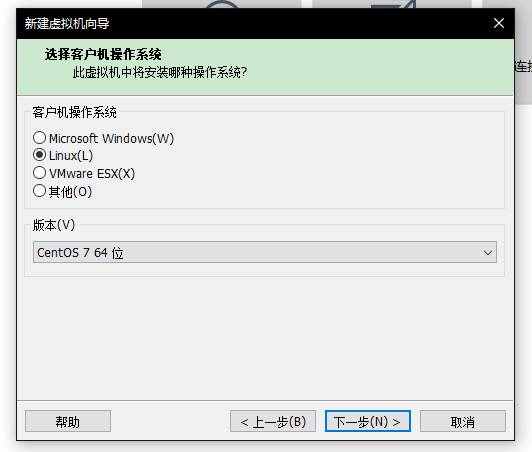 新建虚拟机向导
选择客户机操作系统
此虚拟机中将安装哪种操作系统?
连接
客户机操作系统
Microsoft Windows(W)
Linux(L)
VMware ESX(X)
其他(O)
版本(V)
CentOS 7 64 位
帮助
< 上一步(B)
下一步(N) >
取消